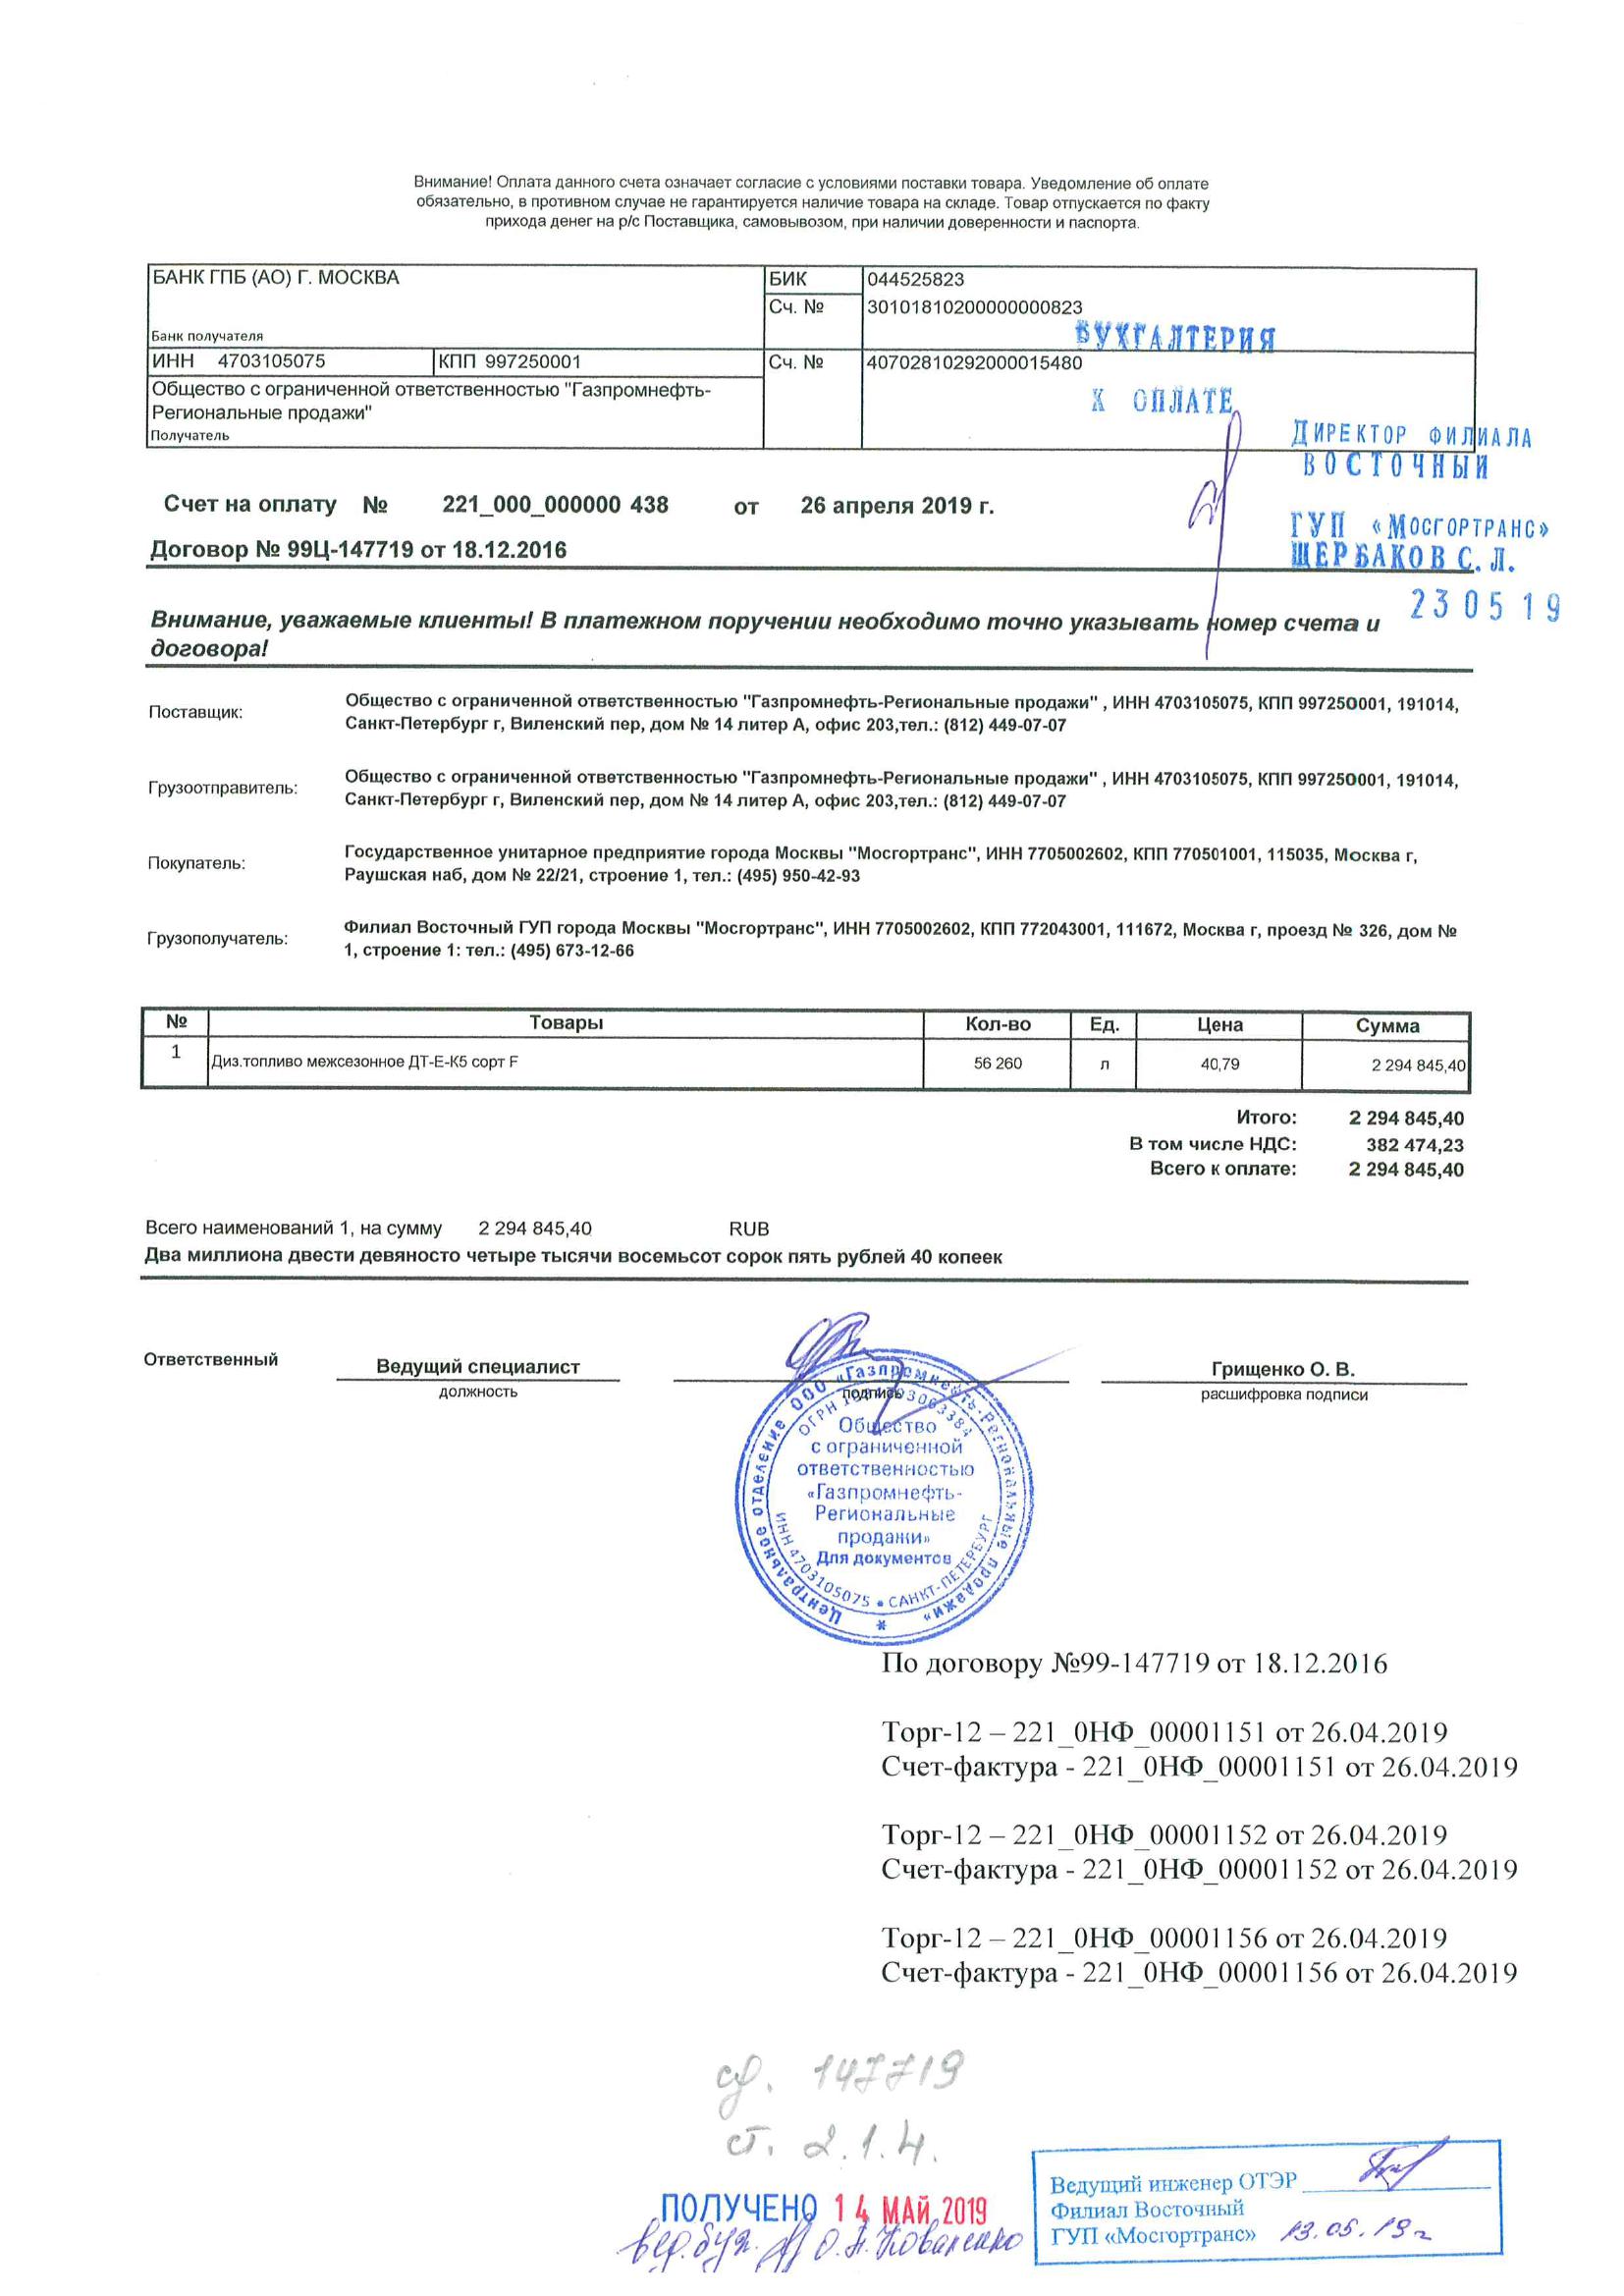 Внимание! Оплата данного счета означает согласие с условиями поставки товара. Уведомление об оплате
обязательно, в противном случае не гарантируется наличие товара на складе. Товар отпускается по факту
прихода денег на р/с Поставщика, самовывозом, при наличии доверенности и паспорта.
БАНК ГПБ (АО) Г. МОСКВА БИК 044525823
Сч. № 30101810200000000823
Банк получателя
БУХГАЛТЕРИЯ
ИНН 4703105075 КПП 997250001 Сч. № 40702810292000015480
Общество с ограниченной ответственностью "Газпромнефть-
Региональные продажи"
Получатель
К ОПЛАТЕ
ДИРЕКТОР ФИЛИАЛА
ВОСТОЧНЫЙ
ГУП «МОСГОРТРАНС»
ЩЕРБАКОВ С. Л.
23 05 19
Счет на оплату № 221_000_000000 438 от 26 апреля 2019 г.
Договор № 99Ц-147719 от 18.12.2016
Внимание, уважаемые клиенты! В платежном поручении необходимо точно указывать номер счета и
договора!
Поставщик: Общество с ограниченной ответственностью "Газпромнефть-Региональные продажи" , ИНН 4703105075, КПП 997250001, 191014,
Санкт-Петербург г, Виленский пер, дом № 14 литер А, офис 203,тел.: (812) 449-07-07
Грузоотправитель: Общество с ограниченной ответственностью "Газпромнефть-Региональные продажи" , ИНН 4703105075, КПП 997250001, 191014,
Санкт-Петербург г, Виленский пер, дом № 14 литер А, офис 203,тел.: (812) 449-07-07
Покупатель: Государственное унитарное предприятие города Москвы "Мосгортранс", ИНН 7705002602, КПП 770501001, 115035, Москва г,
Раушская наб, дом № 22/21, строение 1, тел.: (495) 950-42-93
Грузополучатель: Филиал Восточный ГУП города Москвы "Мосгортранс", ИНН 7705002602, КПП 772043001, 111672, Москва г, проезд № 326, дом №
1, строение 1: тел.: (495) 673-12-66
№ Товары Кол-во Ед. Цена Сумма
1 Диз.топливо межсезонное ДТ-Е-К5 сорт F 56 260 л 40,79 2 294 845,40
Итого: 2 294 845,40
В том числе НДС: 382 474,23
Всего к оплате: 2 294 845,40
Всего наименований 1, на сумму 2 294 845,40 RUB
Два миллиона двести девяносто четыре тысячи восемьсот сорок пять рублей 40 копеек
Ответственный Ведущий специалист Грищенко О. В.
должность подпись расшифровка подписи
Центральное отделение ООО «Газпромнефть-Региональные продажи»
ОГРН
ИНН 4703105075 • САНКТ-ПЕТЕРБУРГ
Общество
с ограниченной
ответственностью
«Газпромнефть-
Региональные
продажи»
Для документов
По договору №99-147719 от 18.12.2016
Торг-12 – 221_0НФ_00001151 от 26.04.2019
Счет-фактура - 221_0НФ_00001151 от 26.04.2019
Торг-12 – 221_0НФ_00001152 от 26.04.2019
Счет-фактура - 221_0НФ_00001152 от 26.04.2019
Торг-12 – 221_0НФ_00001156 от 26.04.2019
Счет-фактура - 221_0НФ_00001156 от 26.04.2019
147719
ст. 2.1.4.
ПОЛУЧЕНО 14 МАЙ 2019
вед.бух. О.А. Коваленко
Ведущий инженер ОТЭР
Филиал Восточный
ГУП «Мосгортранс» 13.05.19г